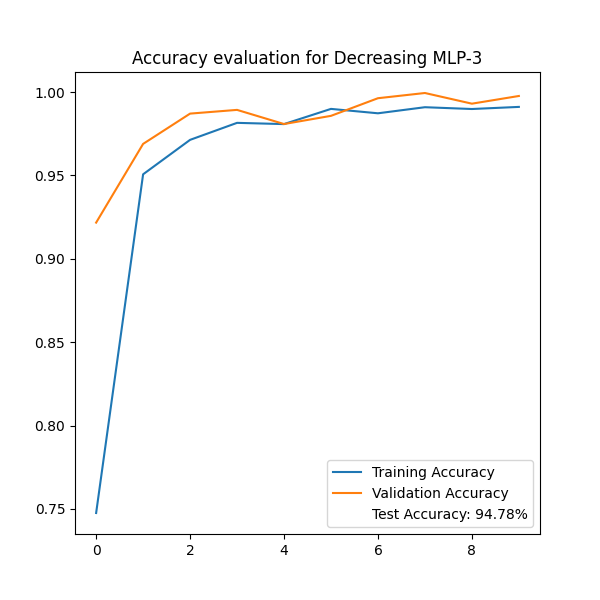 Accuracy evaluation for Decreasing MLP-3
1.00
0.95
0.90
0.85
0.80
0.75
Training Accuracy
Validation Accuracy
Test Accuracy: 94.78%
0 2 4 6 8